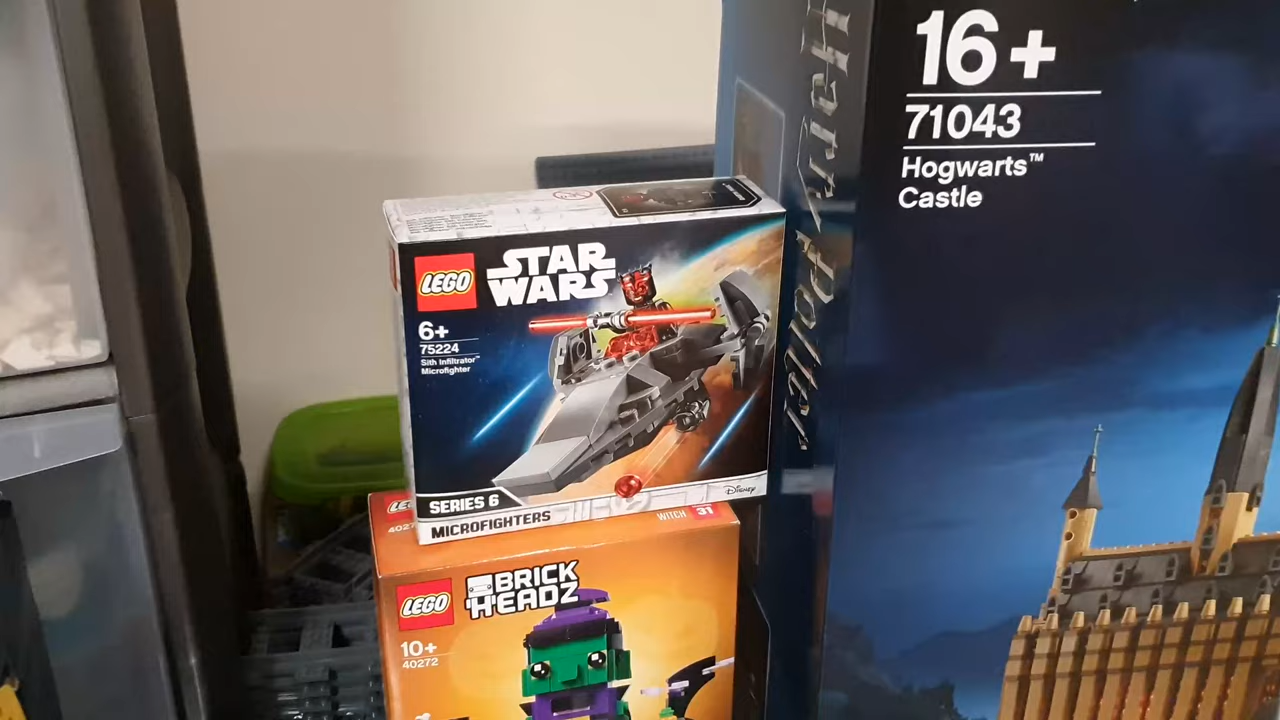 Harry Potter
16+
71043
Hogwarts™
Castle
LEGO
STAR
WARS
6+
75224
Sith Infiltrator™
Microfighter
SERIES 6
MICROFIGHTERS
Disney
WITCH 31
LEGO
BRICK
HEADZ
10+
40272